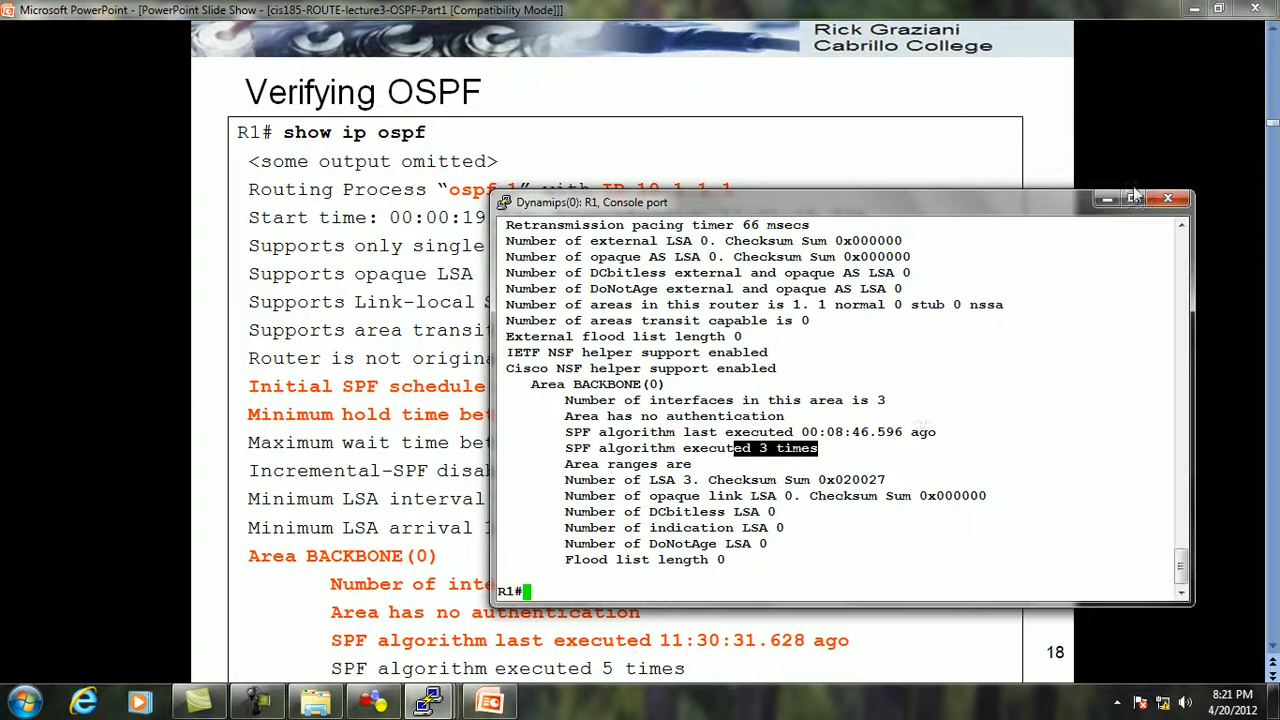 Microsoft PowerPoint - [PowerPoint Slide Show - [cis185-ROUTE-lecture3-OSPF-Part1 [Compatibility Mode]]]
Rick Graziani
Cabrillo College
Verifying OSPF
R1# show ip ospf
<some output omitted>
Routing Process “ospf 1” with ID 10.1.1.1
Start time: 00:00:19
Supports only single
Supports opaque LSA
Supports Link-local
Supports area transit
Router is not origina
Initial SPF schedule
Minimum hold time bet
Maximum wait time bet
Incremental-SPF disa
Minimum LSA interval
Minimum LSA arrival
Area BACKBONE(0)
Number of inte
Area has no authentication
SPF algorithm last executed 11:30:31.628 ago
SPF algorithm executed 5 times
18
Dynamips(0): R1, Console port
Retransmission pacing timer 66 msecs
Number of external LSA 0. Checksum Sum 0x000000
Number of opaque AS LSA 0. Checksum Sum 0x000000
Number of DCbitless external and opaque AS LSA 0
Number of DoNotAge external and opaque AS LSA 0
Number of areas in this router is 1. 1 normal 0 stub 0 nssa
Number of areas transit capable is 0
External flood list length 0
IETF NSF helper support enabled
Cisco NSF helper support enabled
Area BACKBONE(0)
Number of interfaces in this area is 3
Area has no authentication
SPF algorithm last executed 00:08:46.596 ago
SPF algorithm executed 3 times
Area ranges are
Number of LSA 3. Checksum Sum 0x020027
Number of opaque link LSA 0. Checksum Sum 0x000000
Number of DCbitless LSA 0
Number of indication LSA 0
Number of DoNotAge LSA 0
Flood list length 0
R1#
8:21 PM
4/20/2012